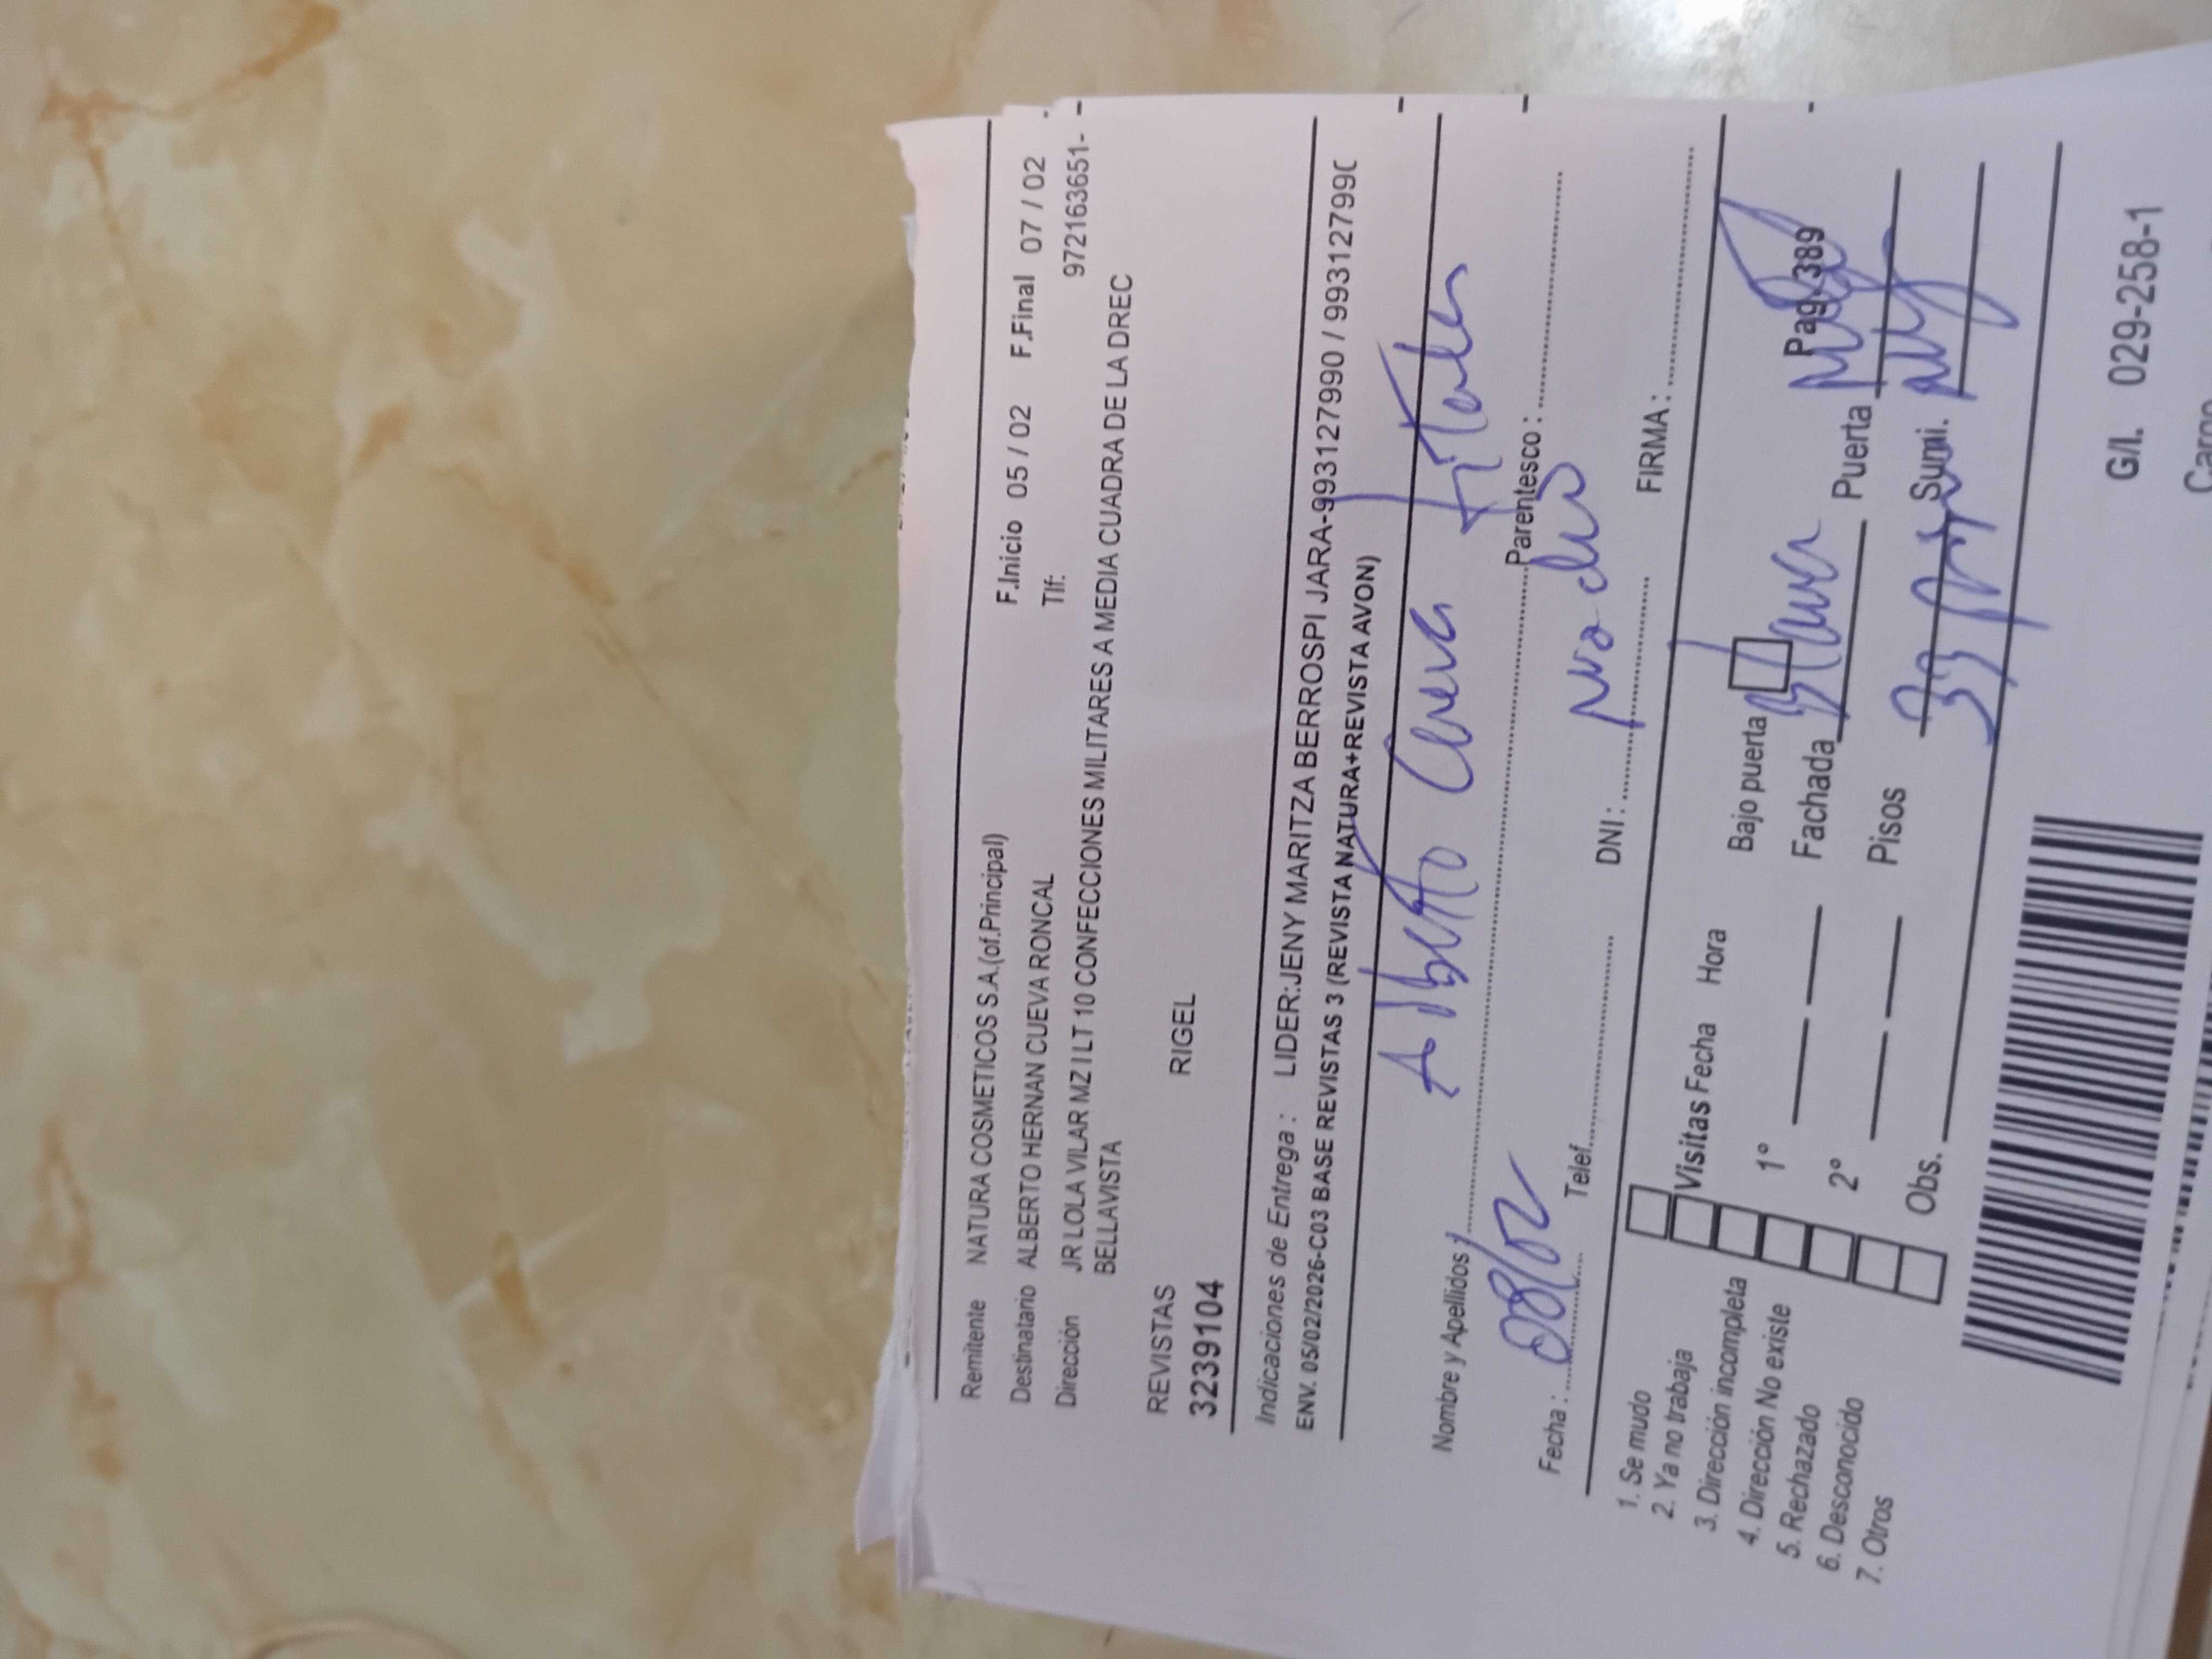 Remitente NATURA COSMETICOS S.A.(of.Principal)
Destinatario ALBERTO HERNAN CUEVA RONCAL F.Inicio 05 / 02 F.Final 07 / 02
Dirección JR LOLA VILAR MZ I LT 10 CONFECCIONES MILITARES A MEDIA CUADRA DE LA DREC Tlf: 972163651-
BELLAVISTA
REVISTAS RIGEL
3239104
Indicaciones de Entrega : LIDER:JENY MARITZA BERROSPI JARA-993127990 / 993127990
ENV. 05/02/2026-C03 BASE REVISTAS 3 (REVISTA NATURA+REVISTA AVON)
Alberto Cueva
Nombre y Apellidos Parentesco :
08/02
Fecha : Telef. DNI : FIRMA :
1. Se mudo
2. Ya no trabaja
3. Dirección incompleta
4. Dirección No existe
5. Rechazado
6. Desconocido
7. Otros
Visitas Fecha Hora Bajo puerta Pag.389
1° Fachada Puerta
2° Pisos Sumi.
Obs.
G/I. 029-258-1